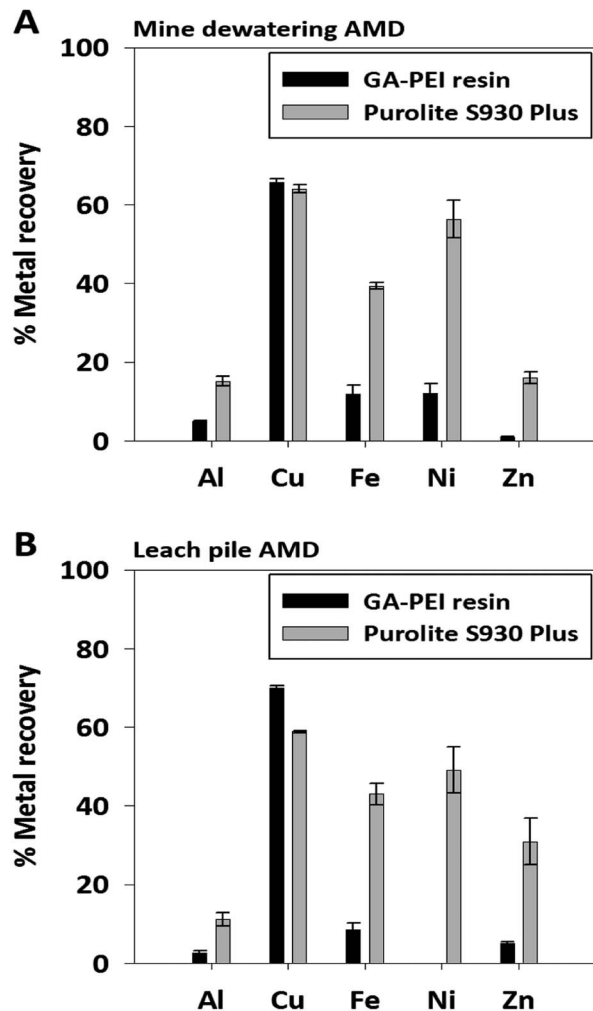 A
Mine dewatering AMD
100
80
60
40
20
0
% Metal recovery
GA-PEI resin
Purolite S930 Plus
Al Cu Fe Ni Zn
B
Leach pile AMD
100
80
60
40
20
0
% Metal recovery
GA-PEI resin
Purolite S930 Plus
Al Cu Fe Ni Zn